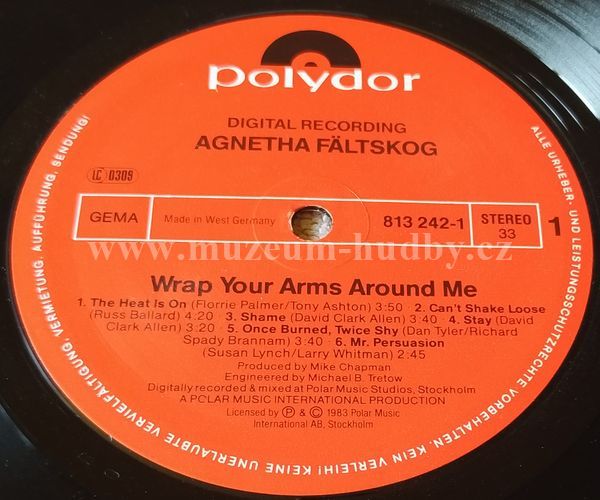 polydor
DIGITAL RECORDING
AGNETHA FÄLTSKOG
LC 0309
GEMA
Made in West Germany
813 242-1
STEREO
33
1
www.muzeum-hudby.cz
Wrap Your Arms Around Me
1. The Heat Is On (Florrie Palmer/Tony Ashton) 3:50 · 2. Can't Shake Loose
(Russ Ballard) 4:20 · 3. Shame (David Clark Allen) 3:40 · 4. Stay (David
Clark Allen) 3:20 · 5. Once Burned, Twice Shy (Dan Tyler/Richard
Spady Brannam) 3:40 · 6. Mr. Persuasion
(Susan Lynch/Larry Whitman) 2:45
Produced by Mike Chapman
Engineered by Michael B. Tretow
Digitally recorded & mixed at Polar Music Studios, Stockholm
A POLAR MUSIC INTERNATIONAL PRODUCTION
Licensed by Ⓟ & © 1983 Polar Music
International AB, Stockholm
ALLE URHEBER- UND LEISTUNGSSCHUTZRECHTE VORBEHALTEN. KEIN VERLEIH! KEINE UNERLAUBTE VERVIELFÄLTIGUNG, VERMIETUNG, AUFFÜHRUNG, SENDUNG!